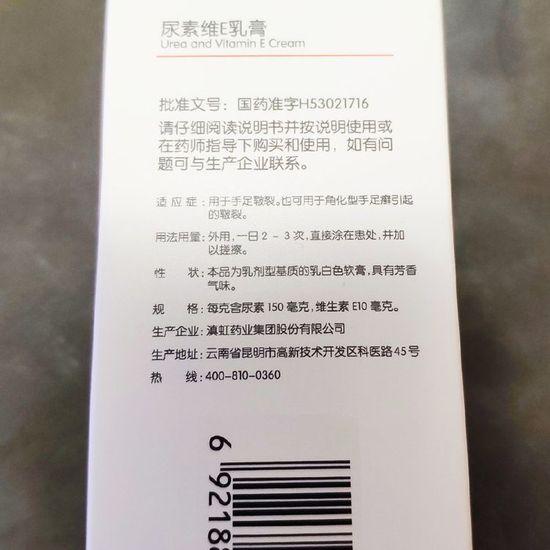 尿素维E乳膏
Urea and Vitamin E Cream
批准文号：国药准字H53021716
请仔细阅读说明书并按说明使用或
在药师指导下购买和使用，如有问
题可与生产企业联系。
适应症：用于手足皲裂。也可用于角化型手足癣引起
的皲裂。
用法用量：外用，一日2-3次，直接涂在患处，并加
以搓擦。
性 状：本品为乳剂型基质的乳白色软膏，具有芳香
气味。
规 格：每克含尿素150毫克，维生素E10毫克。
生产企业：滇虹药业集团股份有限公司
生产地址：云南省昆明市高新技术开发区科医路45号
热 线：400-810-0360
6 9218